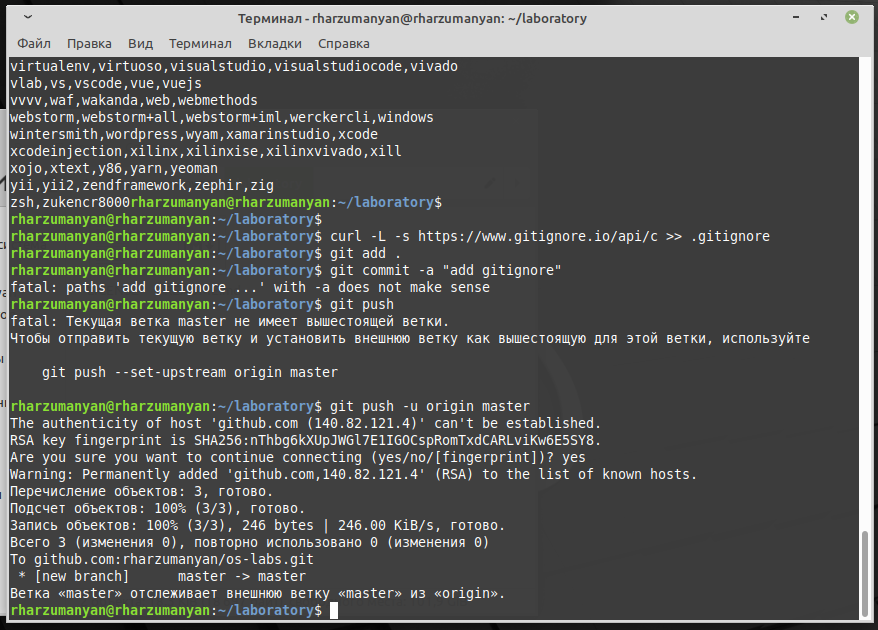 Терминал - rharzumanyan@rharzumanyan: ~/laboratory
Файл Правка Вид Терминал Вкладки Справка
virtualenv,virtuoso,visualstudio,visualstudiocode,vivado
vlab,vs,vscode,vue,vuejs
vvvv,waf,wakanda,web,webmethods
webstorm,webstorm+all,webstorm+iml,werckercli,windows
wintersmith,wordpress,wyam,xamarinstudio,xcode
xcodeinjection,xilinx,xilinxise,xilinxvivado,xill
xojo,xtext,y86,yarn,yeoman
yii,yii2,zendframework,zephir,zig
zsh,zukencr8000rharzumanyan@rharzumanyan:~/laboratory$
rharzumanyan@rharzumanyan:~/laboratory$
rharzumanyan@rharzumanyan:~/laboratory$ curl -L -s https://www.gitignore.io/api/c >> .gitignore
rharzumanyan@rharzumanyan:~/laboratory$ git add .
rharzumanyan@rharzumanyan:~/laboratory$ git commit -a "add gitignore"
fatal: paths 'add gitignore ...' with -a does not make sense
rharzumanyan@rharzumanyan:~/laboratory$ git push
fatal: Текущая ветка master не имеет вышестоящей ветки.
Чтобы отправить текущую ветку и установить внешнюю ветку как вышестоящую для этой ветки, используйте
git push --set-upstream origin master
rharzumanyan@rharzumanyan:~/laboratory$ git push -u origin master
The authenticity of host 'github.com (140.82.121.4)' can't be established.
RSA key fingerprint is SHA256:nThbg6kXUpJWGl7E1IGOCspRomTxdCARLviKw6E5SY8.
Are you sure you want to continue connecting (yes/no/[fingerprint])? yes
Warning: Permanently added 'github.com,140.82.121.4' (RSA) to the list of known hosts.
Перечисление объектов: 3, готово.
Подсчет объектов: 100% (3/3), готово.
Запись объектов: 100% (3/3), 246 bytes | 246.00 KiB/s, готово.
Всего 3 (изменения 0), повторно использовано 0 (изменения 0)
To github.com:rharzumanyan/os-labs.git
* [new branch] master -> master
Ветка «master» отслеживает внешнюю ветку «master» из «origin».
rharzumanyan@rharzumanyan:~/laboratory$